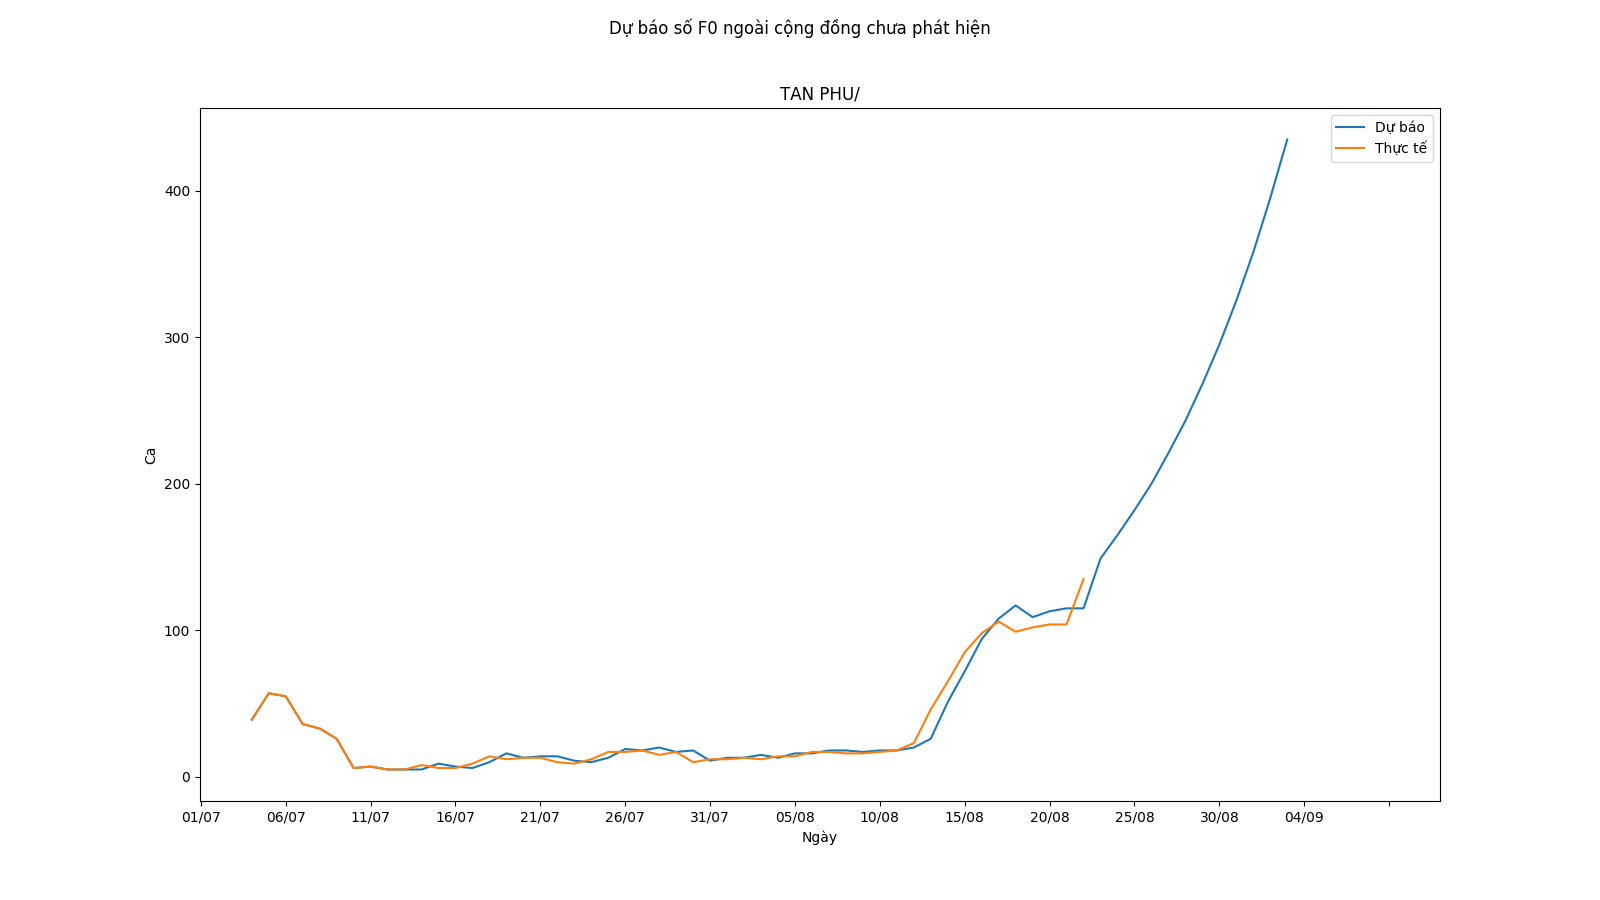 Dự báo số F0 ngoài cộng đồng chưa phát hiện
TAN PHU/
Dự báo
Thực tế
400
300
200
100
0
Ca
01/07 06/07 11/07 16/07 21/07 26/07 31/07 05/08 10/08 15/08 20/08 25/08 30/08 04/09
Ngày